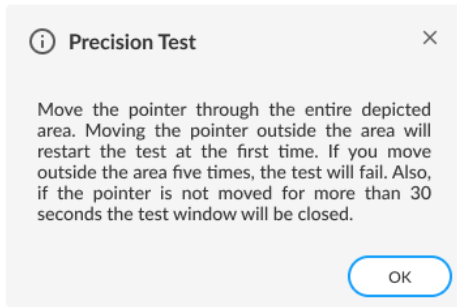 Precision Test
Move the pointer through the entire depicted
area. Moving the pointer outside the area will
restart the test at the first time. If you move
outside the area five times, the test will fail. Also,
if the pointer is not moved for more than 30
seconds the test window will be closed.
OK